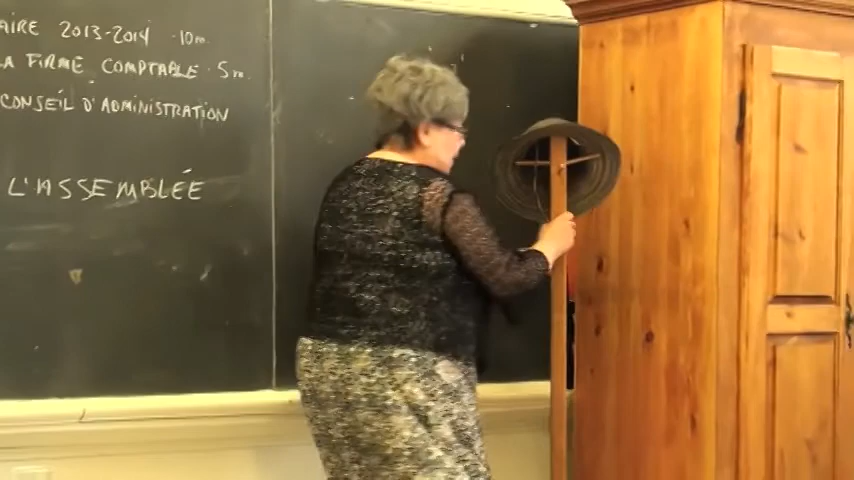 AIRE 2013-2014 · 10m.
LA FIRME COMPTABLE · 5m.
CONSEIL D'ADMINISTRATION.
L'ASSEMBLÉE